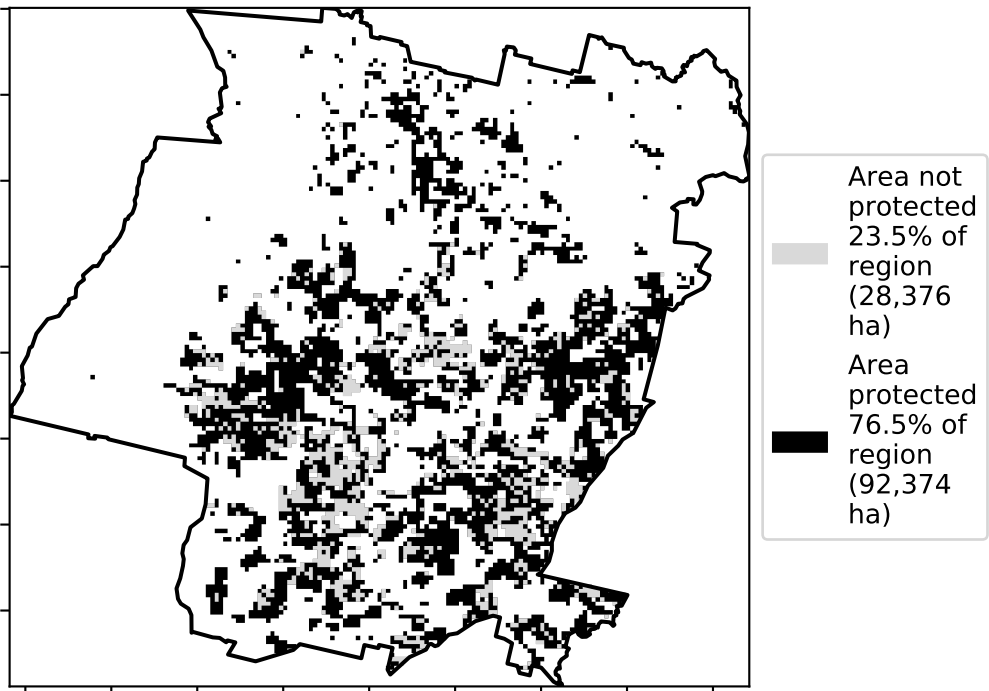 Area not
protected
23.5% of
region
(28,376
ha)
Area
protected
76.5% of
region
(92,374
ha)